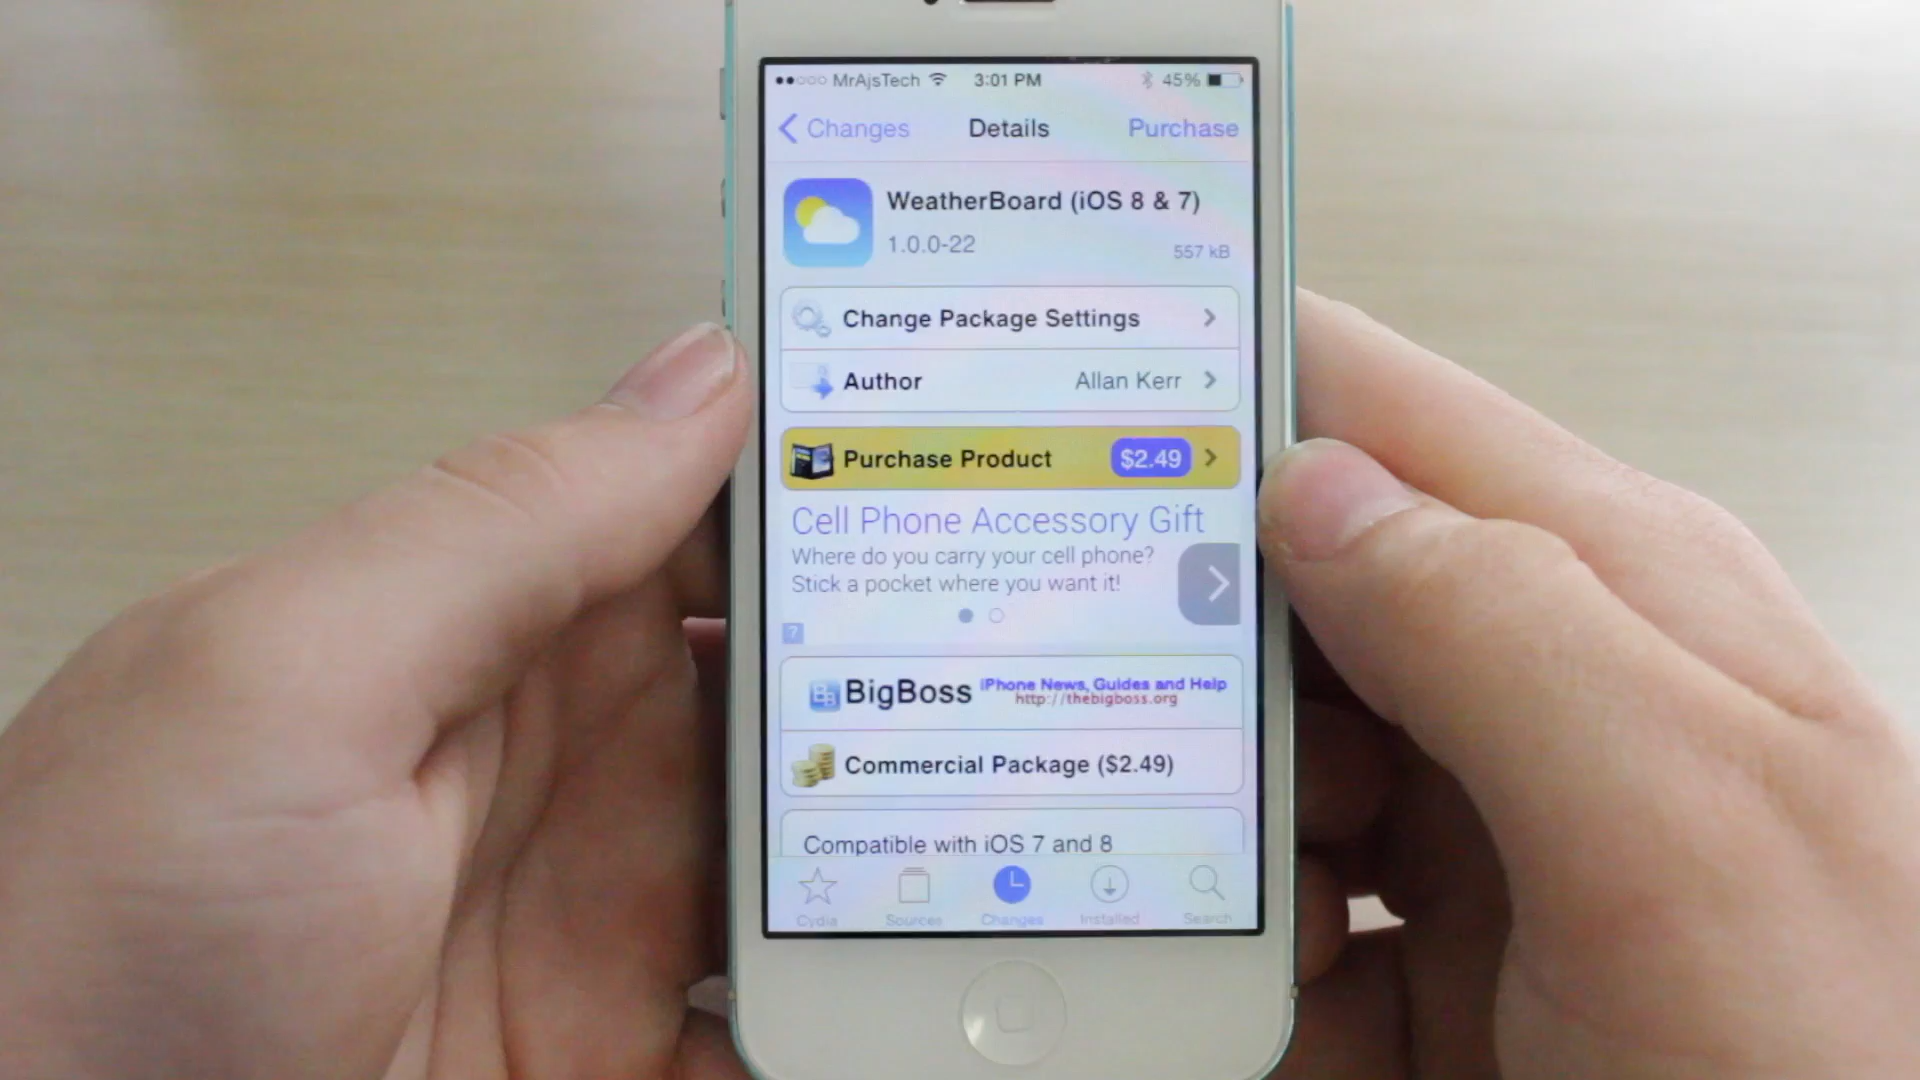 MrAjsTech 3:01 PM 45%
Changes Details Purchase
WeatherBoard (iOS 8 & 7)
1.0.0-22 557 kB
Change Package Settings
Author Allan Kerr
Purchase Product $2.49
Cell Phone Accessory Gift
Where do you carry your cell phone?
Stick a pocket where you want it!
?
BigBoss iPhone News, Guides and Help
http://thebigboss.org
Commercial Package ($2.49)
Compatible with iOS 7 and 8
Cydia Sources Changes Installed Search